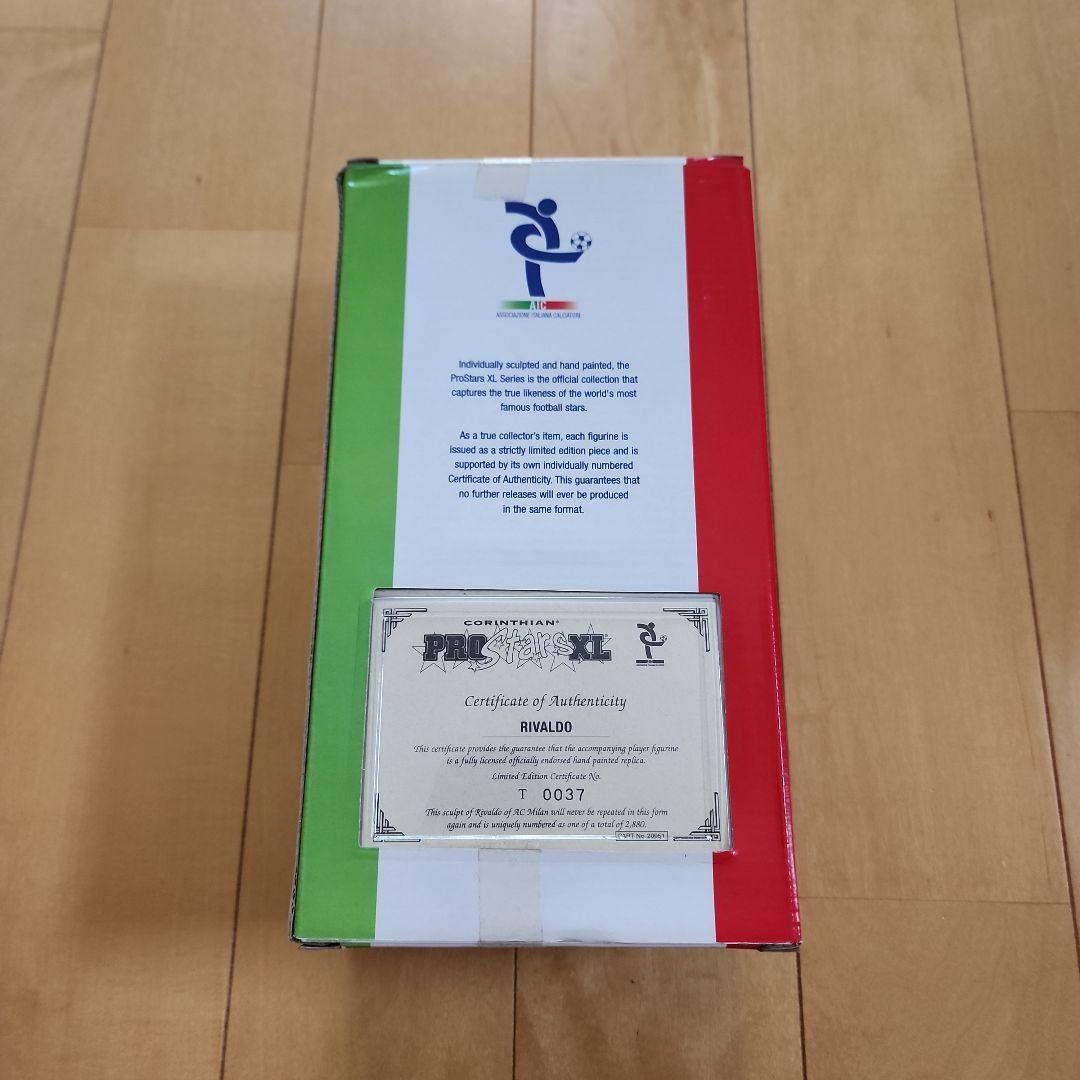 AIC
ASSOCIAZIONE ITALIANA CALCIATORI
Individually sculpted and hand painted, the
ProStars XL Series is the official collection that
captures the true likeness of the world's most
famous football stars.
As a true collector's item, each figurine is
issued as a strictly limited edition piece and is
supported by its own individually numbered
Certificate of Authenticity. This guarantees that
no further releases will ever be produced
in the same format.
CORINTHIAN®
PROStarsXL
Certificate of Authenticity
RIVALDO
This certificate provides the guarantee that the accompanying player figurine
is a fully licensed officially endorsed hand painted replica.
Limited Edition Certificate No.
T 0037
This sculpt of Rivaldo of AC Milan will never be repeated in this form
again and is uniquely numbered as one of a total of 2,880.
PART No 20951